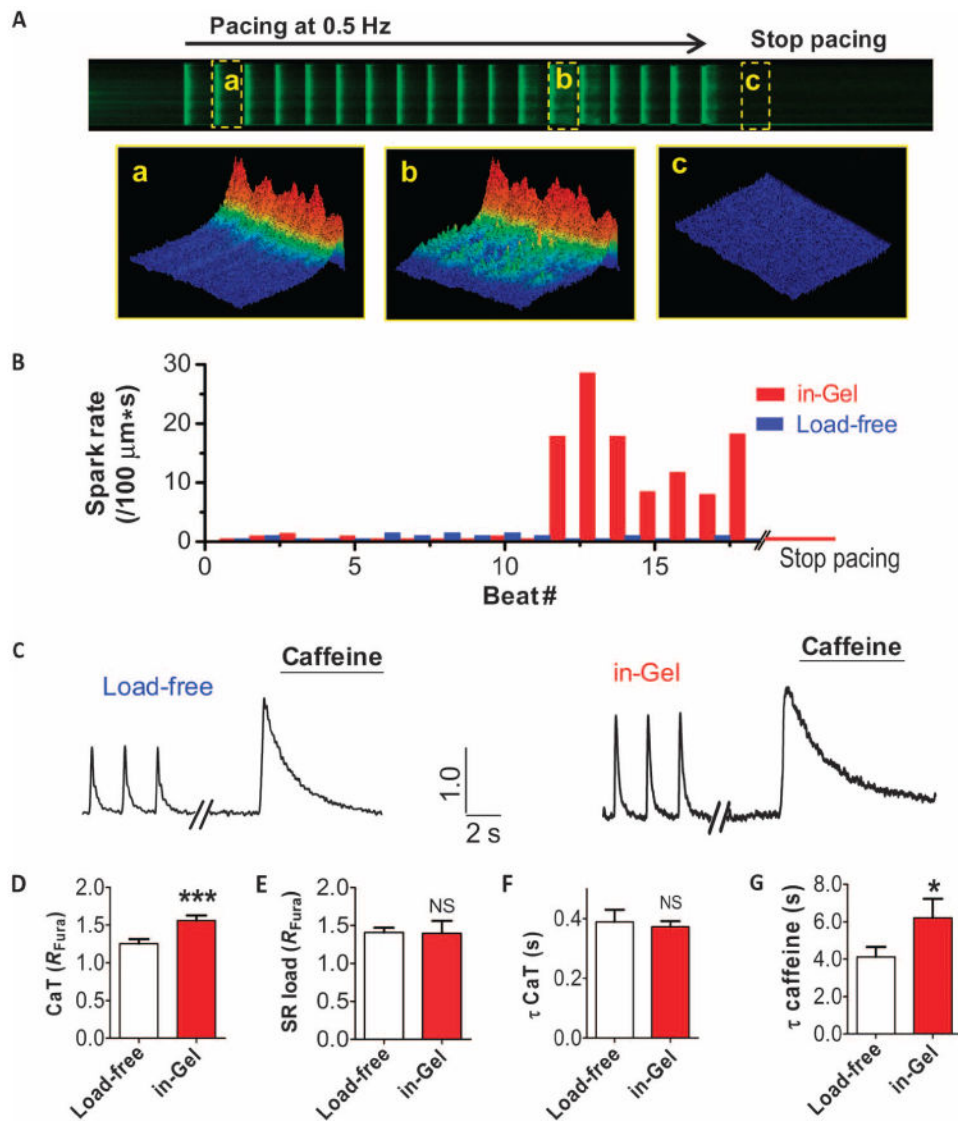 A
Pacing at 0.5 Hz
Stop pacing
a
b
c
a
b
c
B
Spark rate
(/100 μm*s)
30
20
10
0
in-Gel
Load-free
0
5
10
15
Stop pacing
Beat#
C
Load-free
Caffeine
1.0
2 s
in-Gel
Caffeine
D
CaT (RFura)
2.0
1.5
1.0
0.5
0.0
***
Load-free
in-Gel
E
SR load (RFura)
2.0
1.5
1.0
0.5
0.0
NS
Load-free
in-Gel
F
τ CaT (s)
0.4
0.2
0.0
NS
Load-free
in-Gel
G
τ caffeine (s)
8.0
6.0
4.0
2.0
0.0
*
Load-free
in-Gel